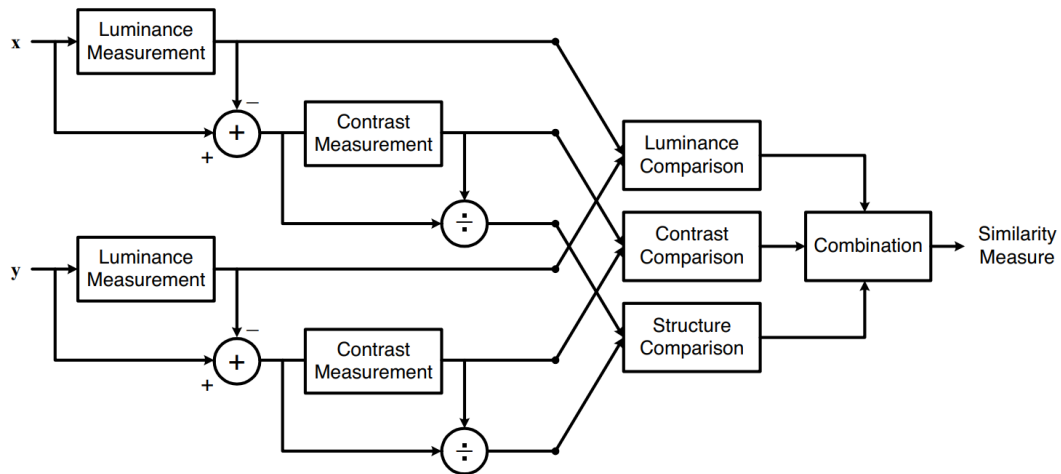 x
Luminance
Measurement
−
+
+
Contrast
Measurement
÷
y
Luminance
Measurement
−
+
+
Contrast
Measurement
÷
Luminance
Comparison
Contrast
Comparison
Structure
Comparison
Combination
Similarity
Measure